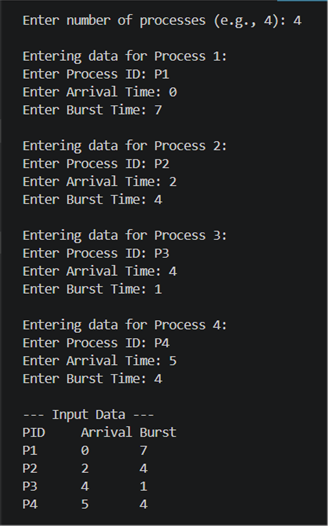 Enter number of processes (e.g., 4): 4
Entering data for Process 1:
Enter Process ID: P1
Enter Arrival Time: 0
Enter Burst Time: 7
Entering data for Process 2:
Enter Process ID: P2
Enter Arrival Time: 2
Enter Burst Time: 4
Entering data for Process 3:
Enter Process ID: P3
Enter Arrival Time: 4
Enter Burst Time: 1
Entering data for Process 4:
Enter Process ID: P4
Enter Arrival Time: 5
Enter Burst Time: 4
--- Input Data ---
PID Arrival Burst
P1 0 7
P2 2 4
P3 4 1
P4 5 4